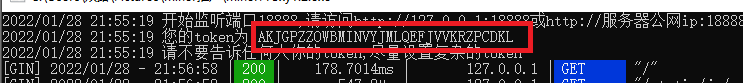 2022/01/28 21:55:19 开始监听端口18888,请访问http://127.0.0.1:18888或http://服务器公网ip:18888
2022/01/28 21:55:19 您的token为 AKJGPZZOWBMINVYJMLQEFJVVKRZPCDKL
2022/01/28 21:55:19 请不要告诉任何人你的token,尽量设置复杂的token
[GIN] 2022/01/28 - 21:56:58 | 200 | 178.7014ms | 127.0.0.1 | GET "/"